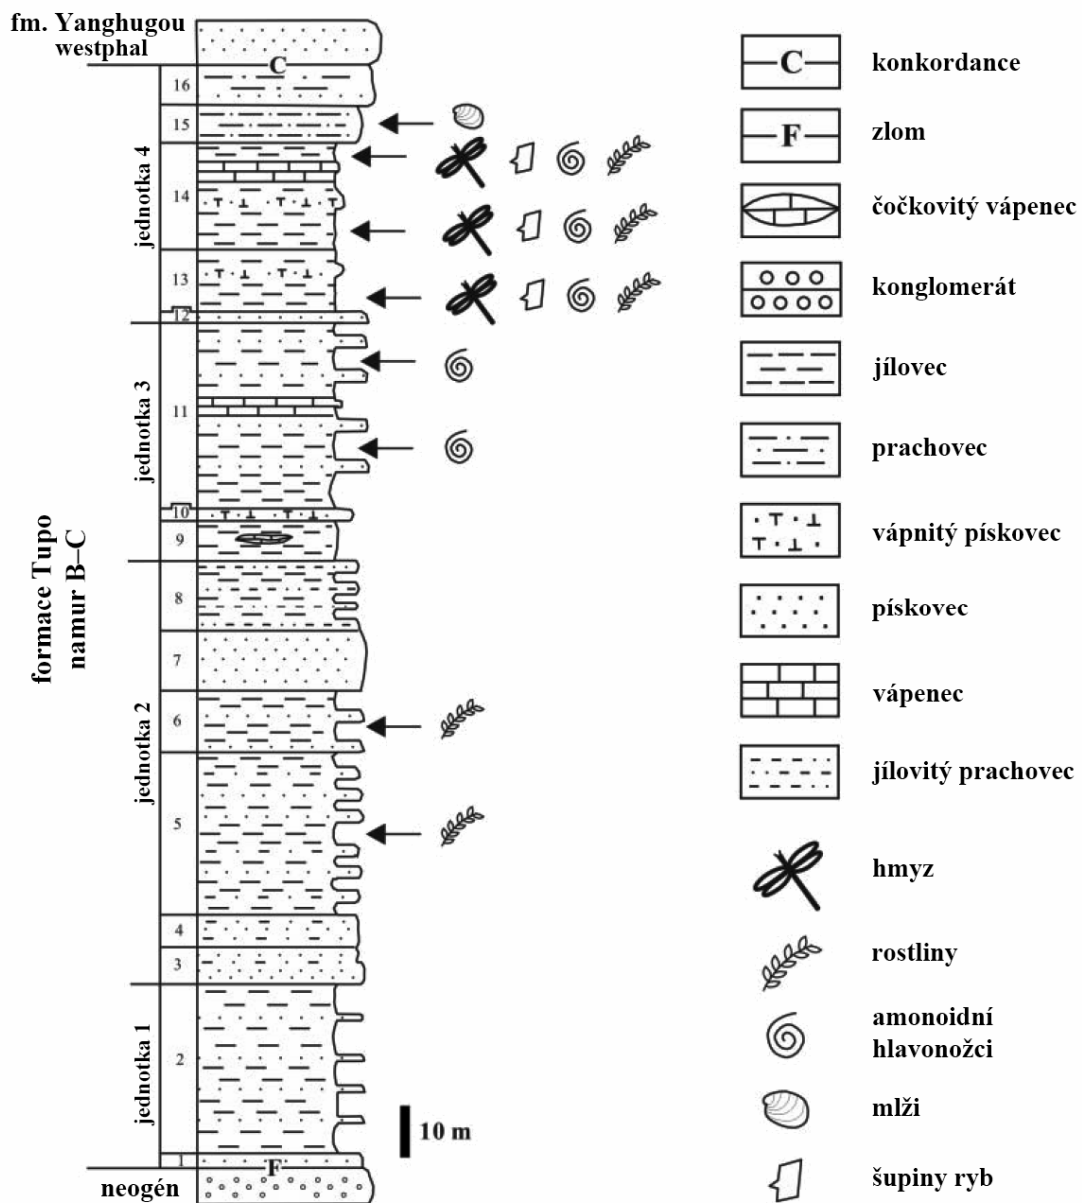 fm. Yanghugou
westphal
C
16
15
14
13
12
jednotka 4
11
10
9
jednotka 3
8
7
6
5
4
3
jednotka 2
2
1
jednotka 1
formace Tupo
namur B–C
F
neogén
10 m
C
konkordance
F
zlom
čočkovitý vápenec
konglomerát
jílovec
prachovec
vápnitý pískovec
pískovec
vápenec
jílovitý prachovec
hmyz
rostliny
amonoidní
hlavonožci
mlži
šupiny ryb